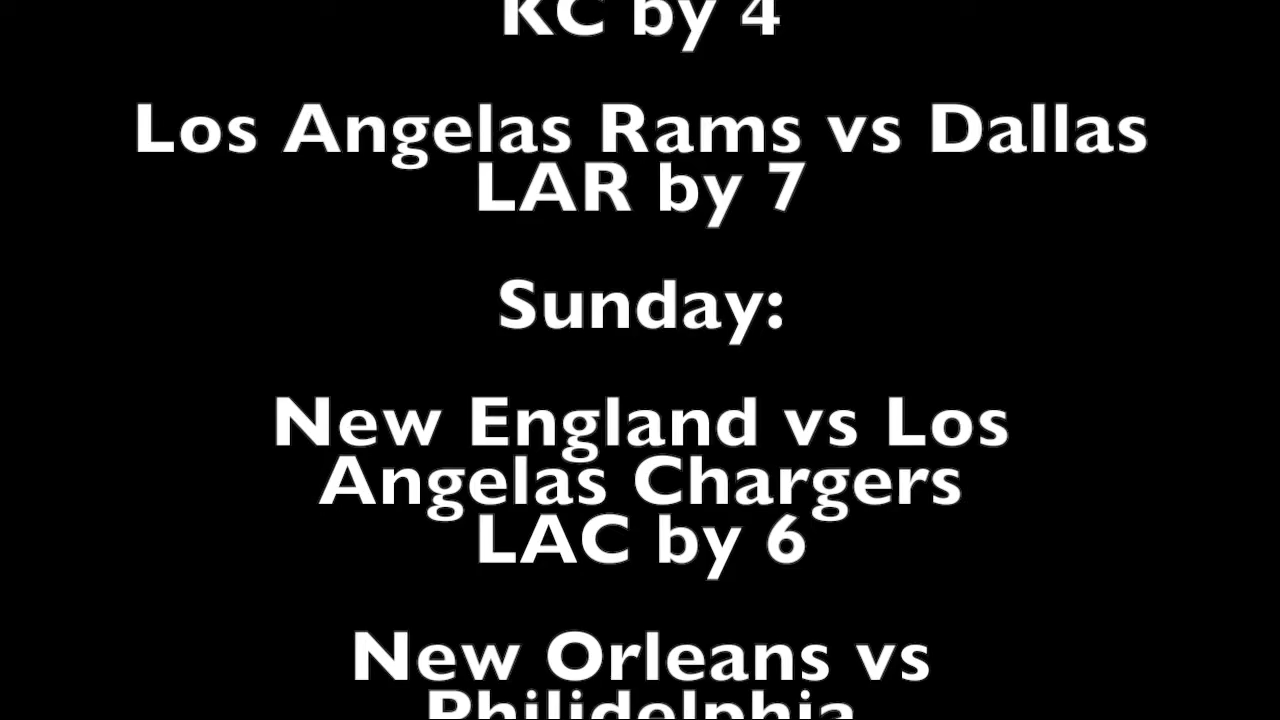 KC by 4
Los Angelas Rams vs Dallas
LAR by 7
Sunday:
New England vs Los
Angelas Chargers
LAC by 6
New Orleans vs
Philidelphia